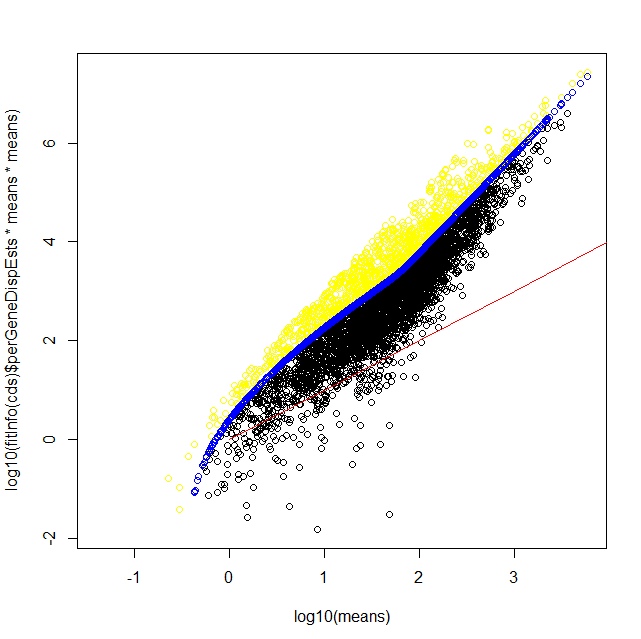 log10(fitInfo(cds)$perGeneDispEsts * means * means)
6
4
2
0
-2
-1 0 1 2 3
log10(means)